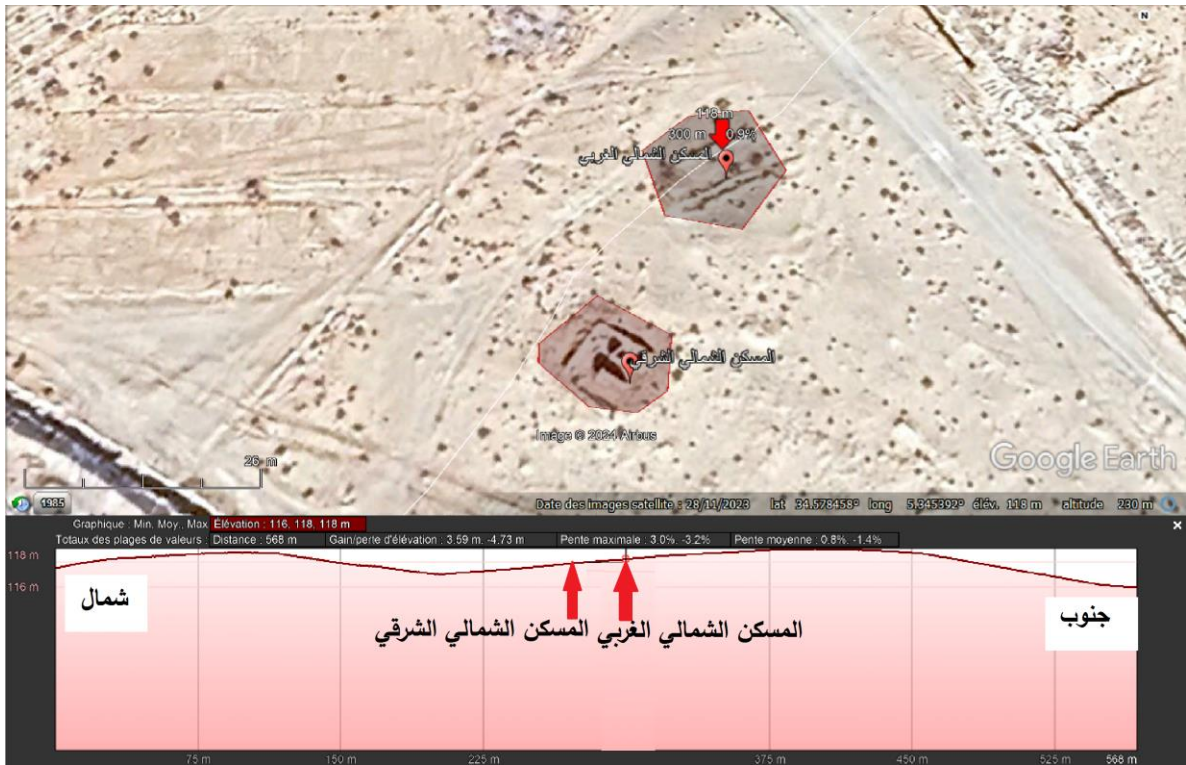 N
118 m
300 m 0.9%
المسكن الشمالي الغربي
المسكن الشمالي الشرقي
Image © 2024 Airbus
26 m
Google Earth
1985
Date des images satellite : 28/11/2023 lat 34.578458° long 5.345392° élév. 118 m altitude 230 m
Graphique : Min, Moy., Max Élévation : 116, 118, 118 m
Totaux des plages de valeurs : Distance : 568 m Gain/perte d'élévation : 3.59 m, -4.73 m Pente maximale : 3.0%, -3.2% Pente moyenne : 0.8%, -1.4%
118 m
116 m
شمال
جنوب
المسكن الشمالي الغربي
المسكن الشمالي الشرقي
75 m 150 m 225 m 375 m 450 m 525 m 568 m